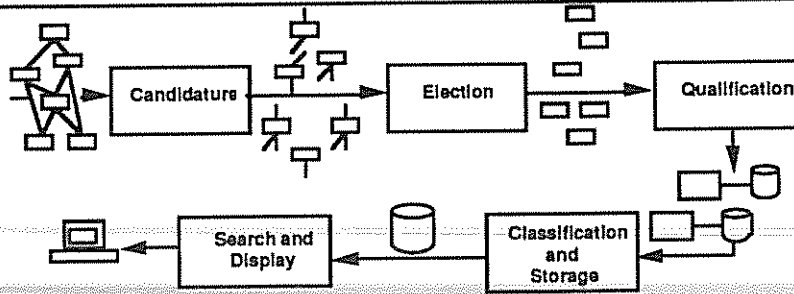 Candidature
Election
Qualification
Search and
Display
Classification
and
Storage